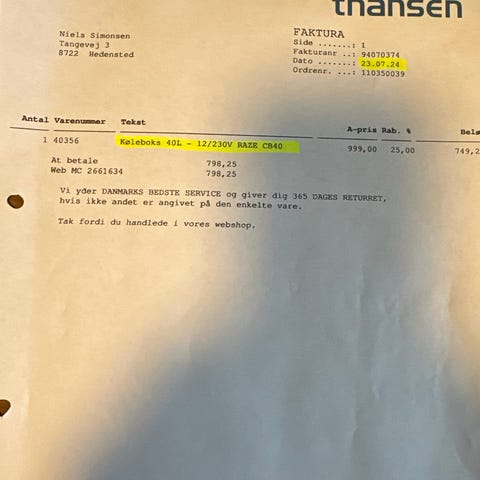 thansen
Niels Simonsen
Tangevej 3
8722 Hedensted
FAKTURA
Side .......: 1
Fakturanr ..: 94070374
Dato .......: 23.07.24
Ordrenr. ...: 110350039
Antal Varenummer Tekst A-pris Rab. % Belø
1 40356 Køleboks 40L - 12/230V RAZE CB40 999,00 25,00 749,2
At betale 798,25
Web MC 2661634 798,25
Vi yder DANMARKS BEDSTE SERVICE og giver dig 365 DAGES RETURRET,
hvis ikke andet er angivet på den enkelte vare.
Tak fordi du handlede i vores webshop.